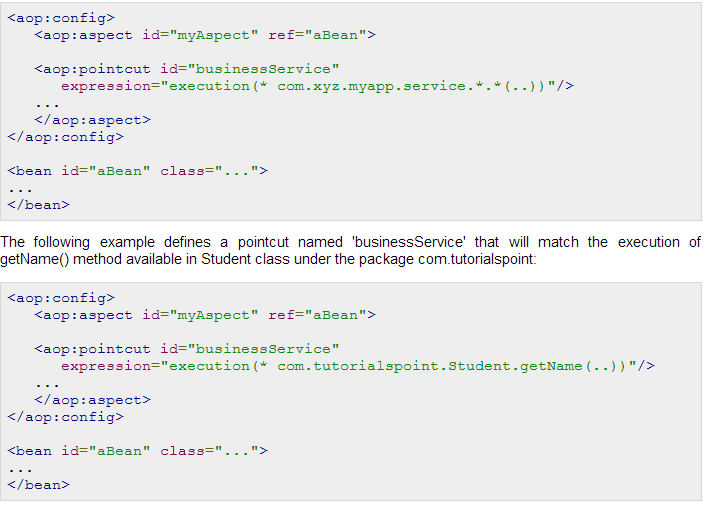 <aop:config>
<aop:aspect id="myAspect" ref="aBean">
<aop:pointcut id="businessService"
expression="execution(* com.xyz.myapp.service.*.*(..))"/>
...
</aop:aspect>
</aop:config>
<bean id="aBean" class="...">
...
</bean>
The following example defines a pointcut named 'businessService' that will match the execution of
getName() method available in Student class under the package com.tutorialspoint:
<aop:config>
<aop:aspect id="myAspect" ref="aBean">
<aop:pointcut id="businessService"
expression="execution(* com.tutorialspoint.Student.getName(..))"/>
...
</aop:aspect>
</aop:config>
<bean id="aBean" class="...">
...
</bean>